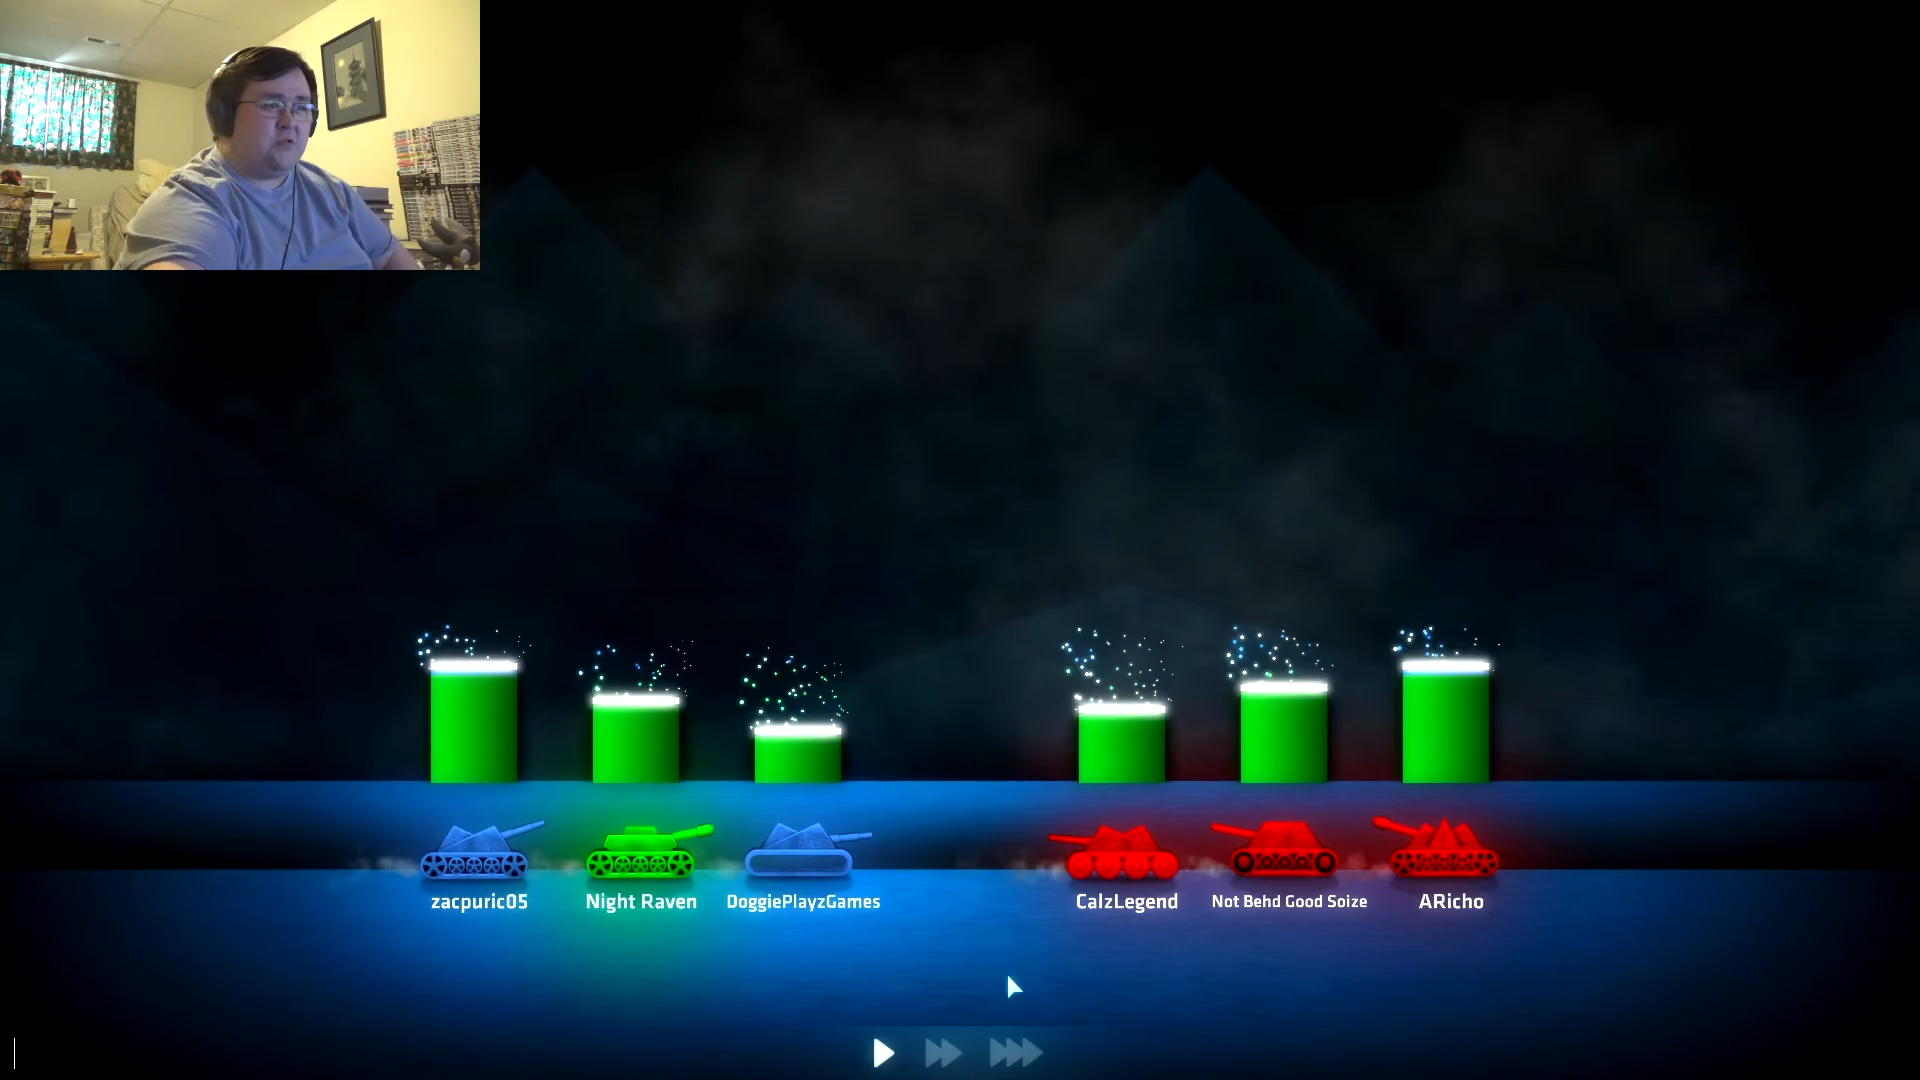 zacpuric05
Night Raven
DoggiePlayzGames
CalzLegend
Not Behd Good Soize
ARicho